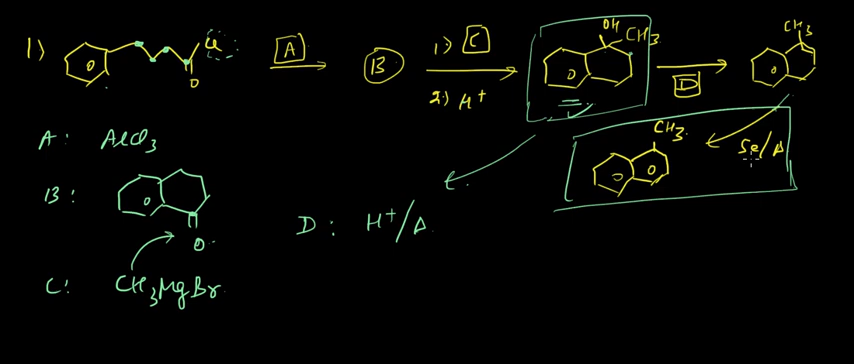 1) Cl O A B 1.) C 2.) H+ OH CH3 D CH3
A: AlCl3
CH3 Se/Δ
B: O
D: H+/Δ
C: CH3MgBr